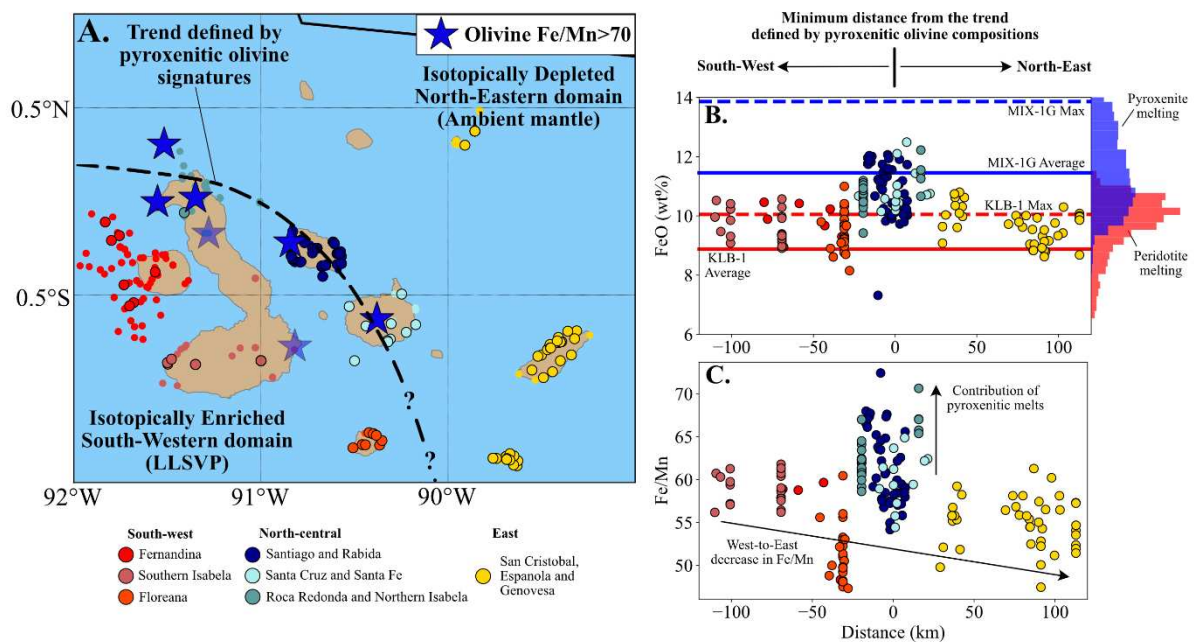 A.
Olivine Fe/Mn>70
Trend defined by
pyroxenitic olivine
signatures
Isotopically Depleted
North-Eastern domain
(Ambient mantle)
0.5°N
0.5°S
Isotopically Enriched
South-Western domain
(LLSVP)
?
?
92°W
91°W
90°W
South-west
Fernandina
Southern Isabela
Floreana
North-central
Santiago and Rabida
Santa Cruz and Santa Fe
Roca Redonda and Northern Isabela
East
San Cristobal,
Espanola and
Genovesa
Minimum distance from the trend
defined by pyroxenitic olivine compositions
South-West
North-East
B.
FeO (wt%)
14
12
10
8
6
MIX-1G Max
MIX-1G Average
KLB-1 Max
KLB-1
Average
Pyroxenite
melting
Peridotite
melting
−100
−50
0
50
100
C.
Fe/Mn
70
65
60
55
50
Contribution of
pyroxenitic melts
West-to-East
decrease in Fe/Mn
−100
−50
0
50
100
Distance (km)